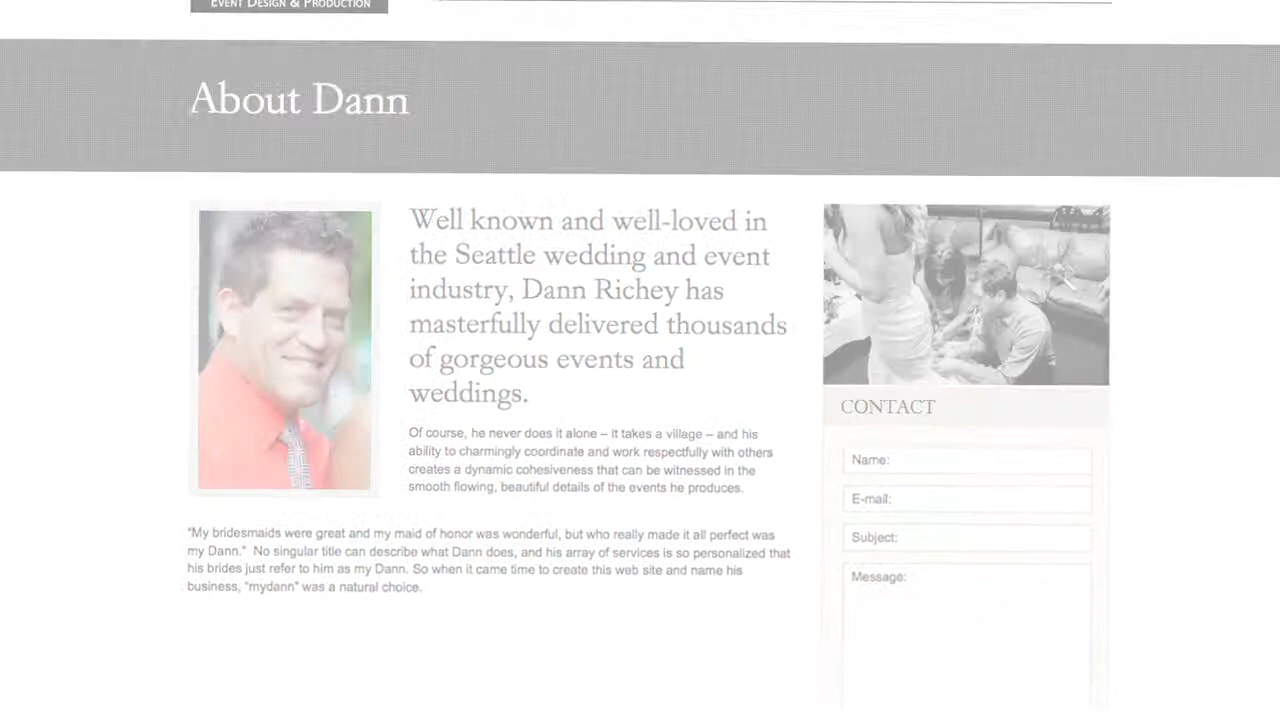 EVENT DESIGN & PRODUCTION
About Dann
Well known and well-loved in
the Seattle wedding and event
industry, Dann Richey has
masterfully delivered thousands
of gorgeous events and
weddings.
Of course, he never does it alone – it takes a village – and his
ability to charmingly coordinate and work respectfully with others
creates a dynamic cohesiveness that can be witnessed in the
smooth flowing, beautiful details of the events he produces.
"My bridesmaids were great and my maid of honor was wonderful, but who really made it all perfect was
my Dann."  No singular title can describe what Dann does, and his array of services is so personalized that
his brides just refer to him as my Dann. So when it came time to create this web site and name his
business, "mydann" was a natural choice.
CONTACT
Name:
E-mail:
Subject:
Message: